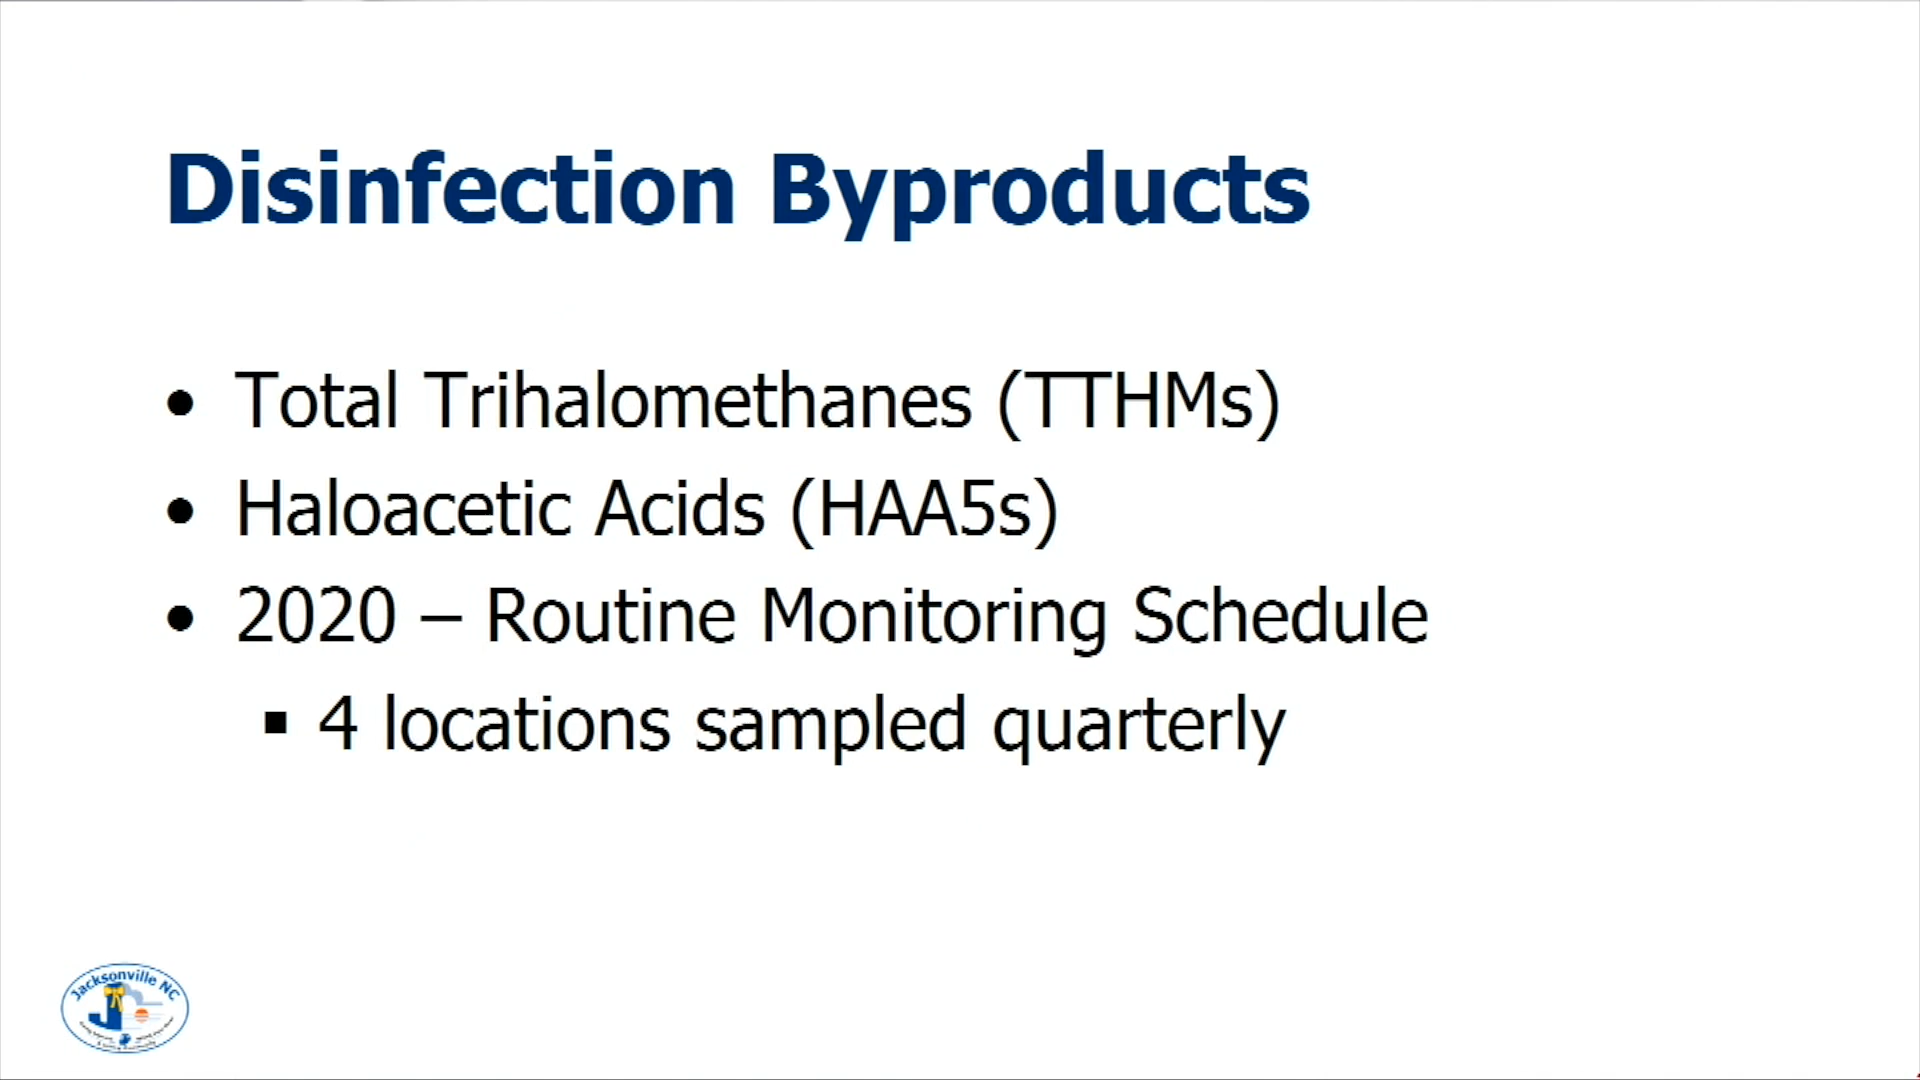 Disinfection Byproducts
• Total Trihalomethanes (TTHMs)
• Haloacetic Acids (HAA5s)
• 2020 – Routine Monitoring Schedule
▪ 4 locations sampled quarterly
Jacksonville NC